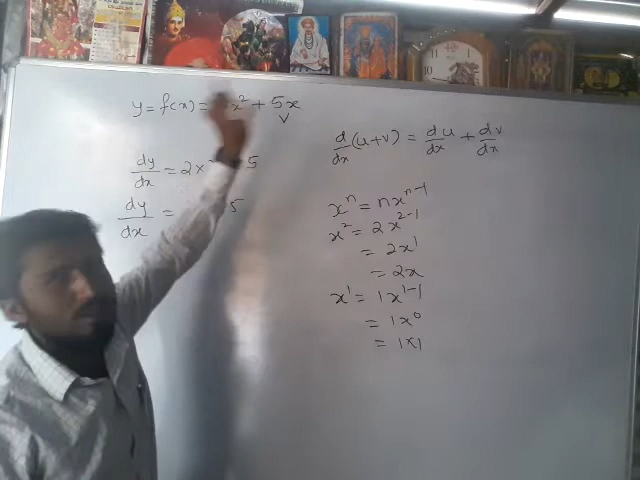 y = f(x) = x² + 5x
v
d/dx (u+v) = du/dx + dv/dx
dy/dx = 2x 5
dy/dx = 5
xⁿ = nxⁿ⁻¹
x² = 2x²⁻¹
= 2x¹
= 2x
x¹ = 1x¹⁻¹
= 1x⁰
= 1×1